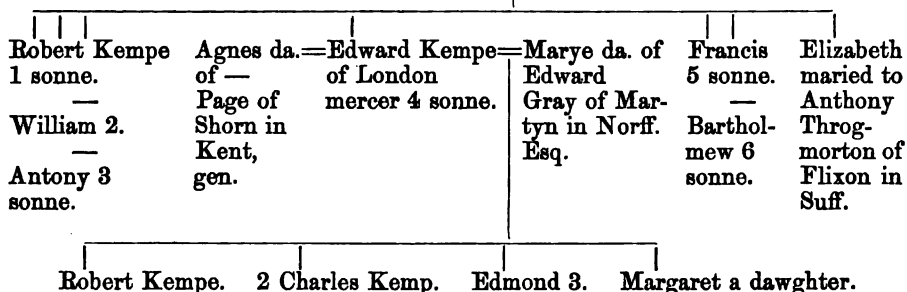 Robert Kempe
1 sonne.
—
William 2.
—
Antony 3
sonne.
Agnes da.=Edward Kempe=Marye da. of
of —
Page of
Shorn in
Kent,
gen.
of London
mercer 4 sonne.
Edward
Gray of Mar-
tyn in Norff.
Esq.
Francis
5 sonne.
—
Barthol-
mew 6
sonne.
Elizabeth
maried to
Anthony
Throg-
morton of
Flixon in
Suff.
Robert Kempe. 2 Charles Kemp. Edmond 3. Margaret a dawghter.